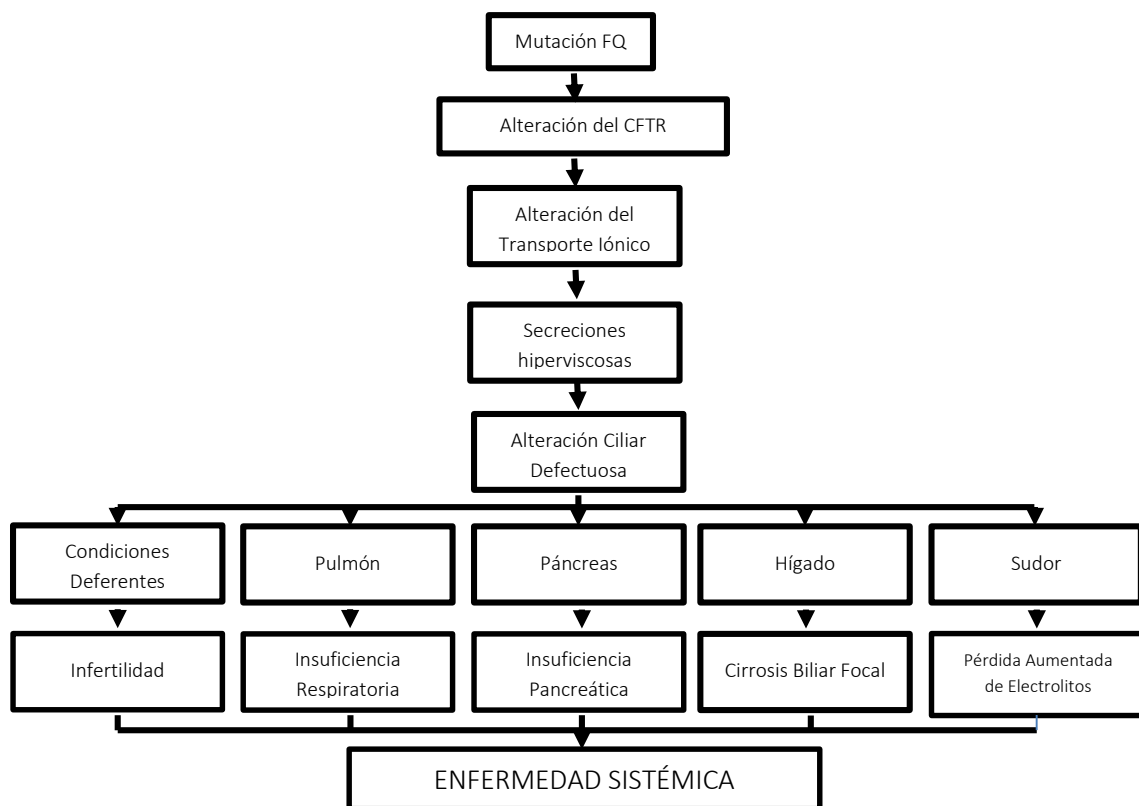 Mutación FQ
Alteración del CFTR
Alteración del
Transporte Iónico
Secreciones
hiperviscosas
Alteración Ciliar
Defectuosa
Condiciones
Deferentes
Pulmón
Páncreas
Hígado
Sudor
Infertilidad
Insuficiencia
Respiratoria
Insuficiencia
Pancreática
Cirrosis Biliar Focal
Pérdida Aumentada
de Electrolitos
ENFERMEDAD SISTÉMICA